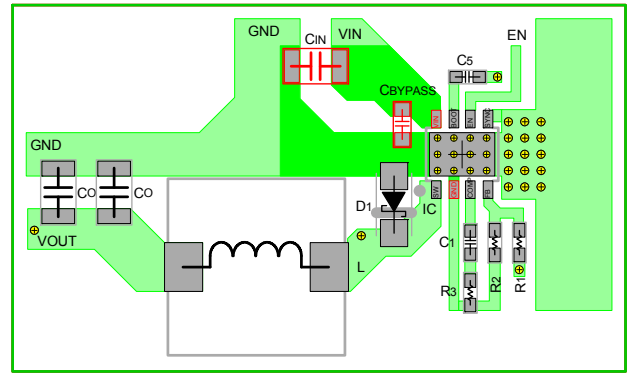 GND
VIN
CIN
EN
C5
CBYPASS
VIN
BOOT
EN
SYNC
GND
CO
CO
D1
IC
SW
GND
COMP
FB
VOUT
L
C1
R3
R2
R1